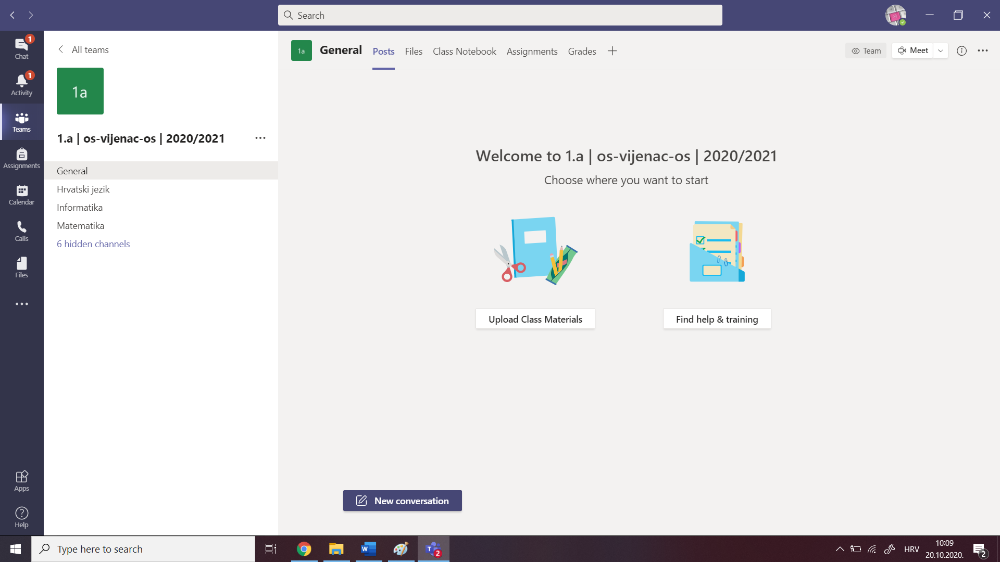 Search
1
Chat
1
Activity
Teams
Assignments
Calendar
Calls
Files
Apps
Help
All teams
1a
1.a | os-vijenac-os | 2020/2021
General
Hrvatski jezik
Informatika
Matematika
6 hidden channels
1a General Posts Files Class Notebook Assignments Grades
Team Meet
Welcome to 1.a | os-vijenac-os | 2020/2021
Choose where you want to start
Upload Class Materials
Find help & training
New conversation
Type here to search
W
T 2
HRV
10:09
20.10.2020.
2